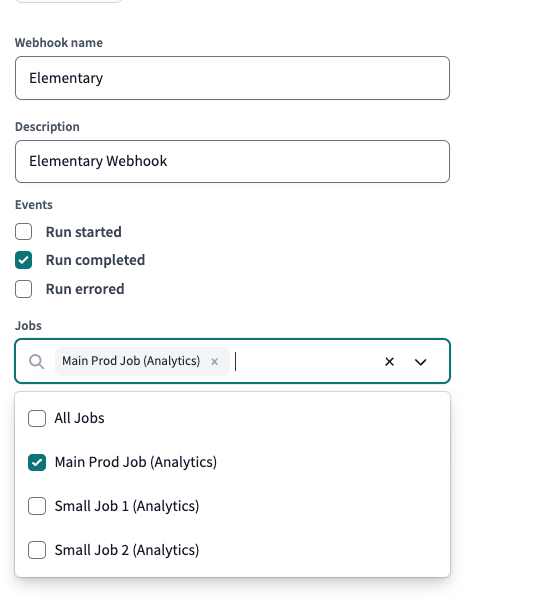 Webhook name
Elementary
Description
Elementary Webhook
Events
Run started
Run completed
Run errored
Jobs
Main Prod Job (Analytics)
All Jobs
Main Prod Job (Analytics)
Small Job 1 (Analytics)
Small Job 2 (Analytics)